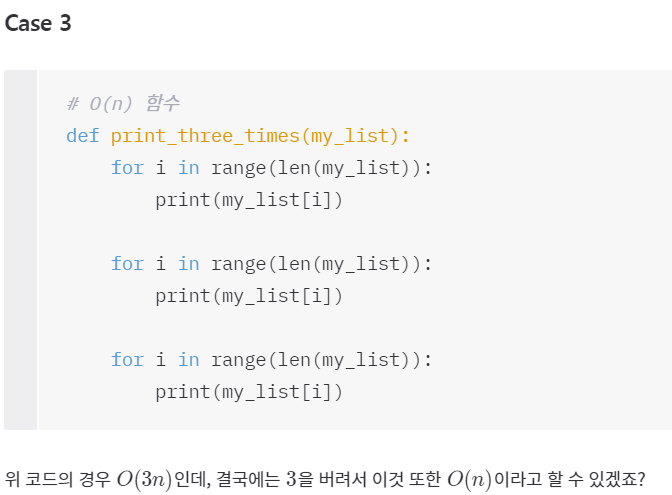 Case 3
# O(n) 함수
def print_three_times(my_list):
    for i in range(len(my_list)):
        print(my_list[i])
    for i in range(len(my_list)):
        print(my_list[i])
    for i in range(len(my_list)):
        print(my_list[i])
위 코드의 경우 O(3n)인데, 결국에는 3을 버려서 이것 또한 O(n)이라고 할 수 있겠죠?